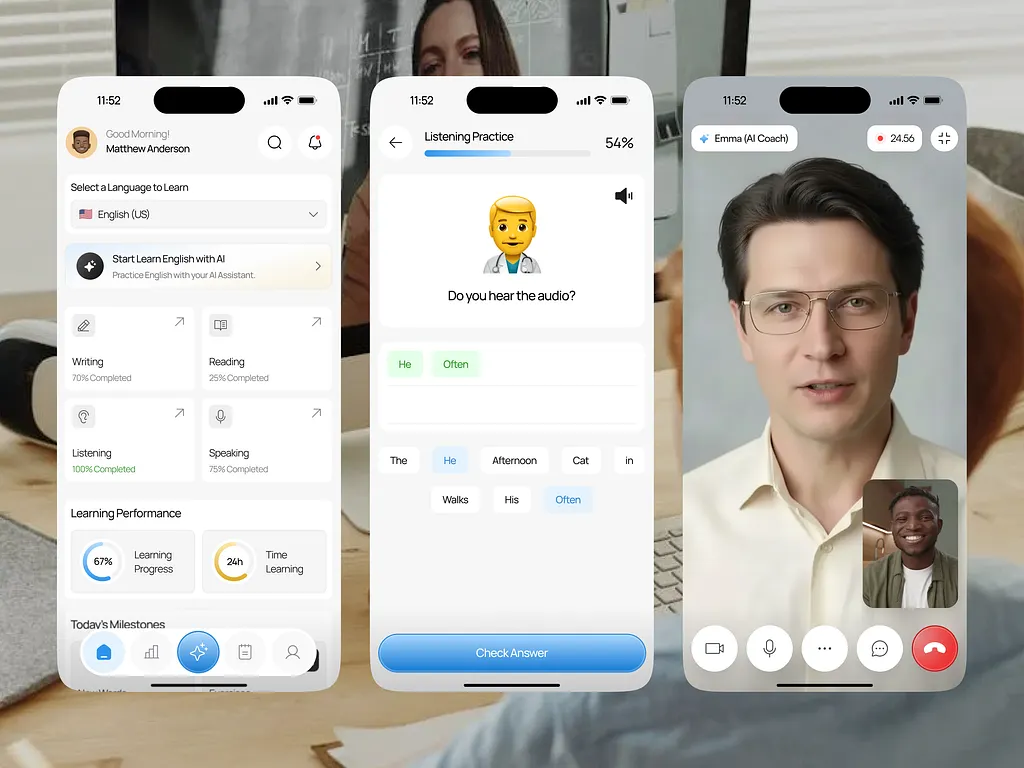 11:52
Good Morning!
Matthew Anderson
Select a Language to Learn
English (US)
Start Learn English with AI
Practice English with your AI Assistant.
Writing
70% Completed
Reading
25% Completed
Listening
100% Completed
Speaking
75% Completed
Learning Performance
67%
Learning
Progress
24h
Time
Learning
Today's Milestones
11:52
Listening Practice
54%
Do you hear the audio?
He Often
The He Afternoon Cat in
Walks His Often
Check Answer
11:52
Emma (AI Coach)
24.56